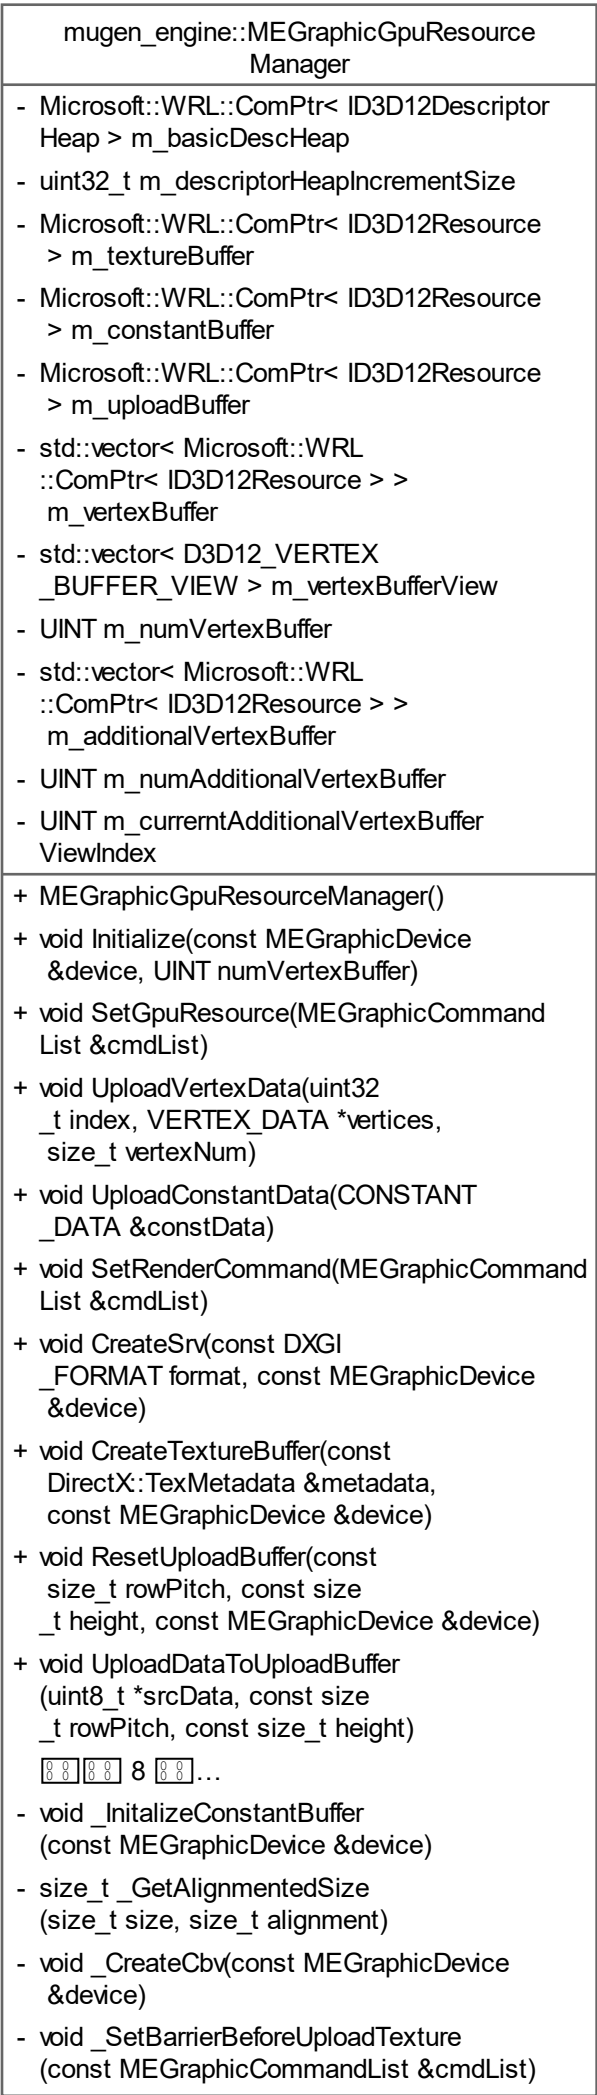 mugen_engine::MEGraphicGpuResource
Manager
- Microsoft::WRL::ComPtr< ID3D12Descriptor
Heap > m_basicDescHeap
- uint32_t m_descriptorHeapIncrementSize
- Microsoft::WRL::ComPtr< ID3D12Resource
> m_textureBuffer
- Microsoft::WRL::ComPtr< ID3D12Resource
> m_constantBuffer
- Microsoft::WRL::ComPtr< ID3D12Resource
> m_uploadBuffer
- std::vector< Microsoft::WRL
::ComPtr< ID3D12Resource > >
m_vertexBuffer
- std::vector< D3D12_VERTEX
_BUFFER_VIEW > m_vertexBufferView
- UINT m_numVertexBuffer
- std::vector< Microsoft::WRL
::ComPtr< ID3D12Resource > >
m_additionalVertexBuffer
- UINT m_numAdditionalVertexBuffer
- UINT m_currerntAdditionalVertexBuffer
ViewIndex
+ MEGraphicGpuResourceManager()
+ void Initialize(const MEGraphicDevice
&device, UINT numVertexBuffer)
+ void SetGpuResource(MEGraphicCommand
List &cmdList)
+ void UploadVertexData(uint32
_t index, VERTEX_DATA *vertices,
size_t vertexNum)
+ void UploadConstantData(CONSTANT
_DATA &constData)
+ void SetRenderCommand(MEGraphicCommand
List &cmdList)
+ void CreateSrv(const DXGI
_FORMAT format, const MEGraphicDevice
&device)
+ void CreateTextureBuffer(const
DirectX::TexMetadata &metadata,
const MEGraphicDevice &device)
+ void ResetUploadBuffer(const
size_t rowPitch, const size
_t height, const MEGraphicDevice &device)
+ void UploadDataToUploadBuffer
(uint8_t *srcData, const size
_t rowPitch, const size_t height)
8 ...
- void _InitalizeConstantBuffer
(const MEGraphicDevice &device)
- size_t _GetAlignmentedSize
(size_t size, size_t alignment)
- void _CreateCbv(const MEGraphicDevice
&device)
- void _SetBarrierBeforeUploadTexture
(const MEGraphicCommandList &cmdList)